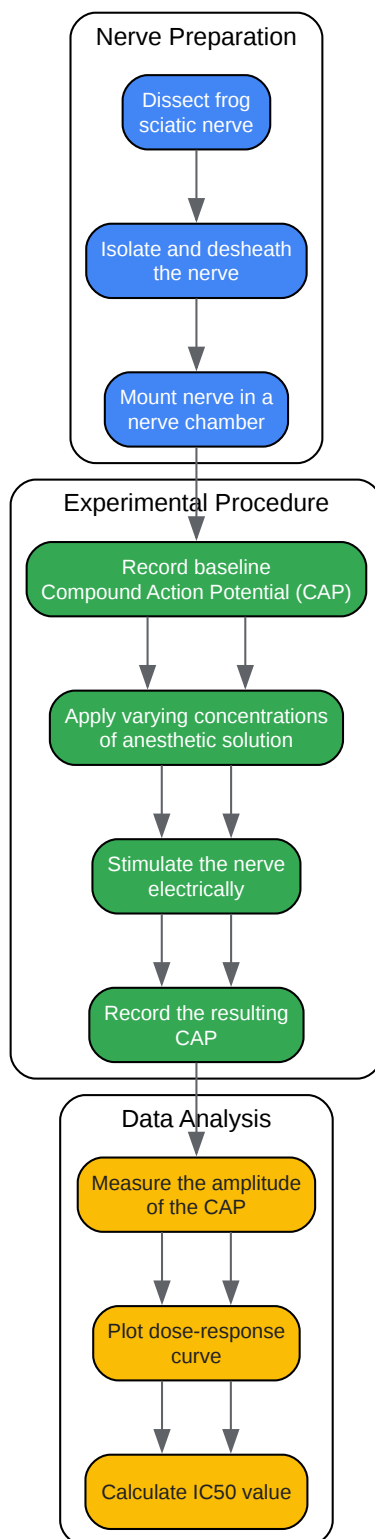 Nerve Preparation
Dissect frog
sciatic nerve
Isolate and desheath
the nerve
Mount nerve in a
nerve chamber
Experimental Procedure
Record baseline
Compound Action Potential (CAP)
Apply varying concentrations
of anesthetic solution
Stimulate the nerve
electrically
Record the resulting
CAP
Data Analysis
Measure the amplitude
of the CAP
Plot dose-response
curve
Calculate IC50 value